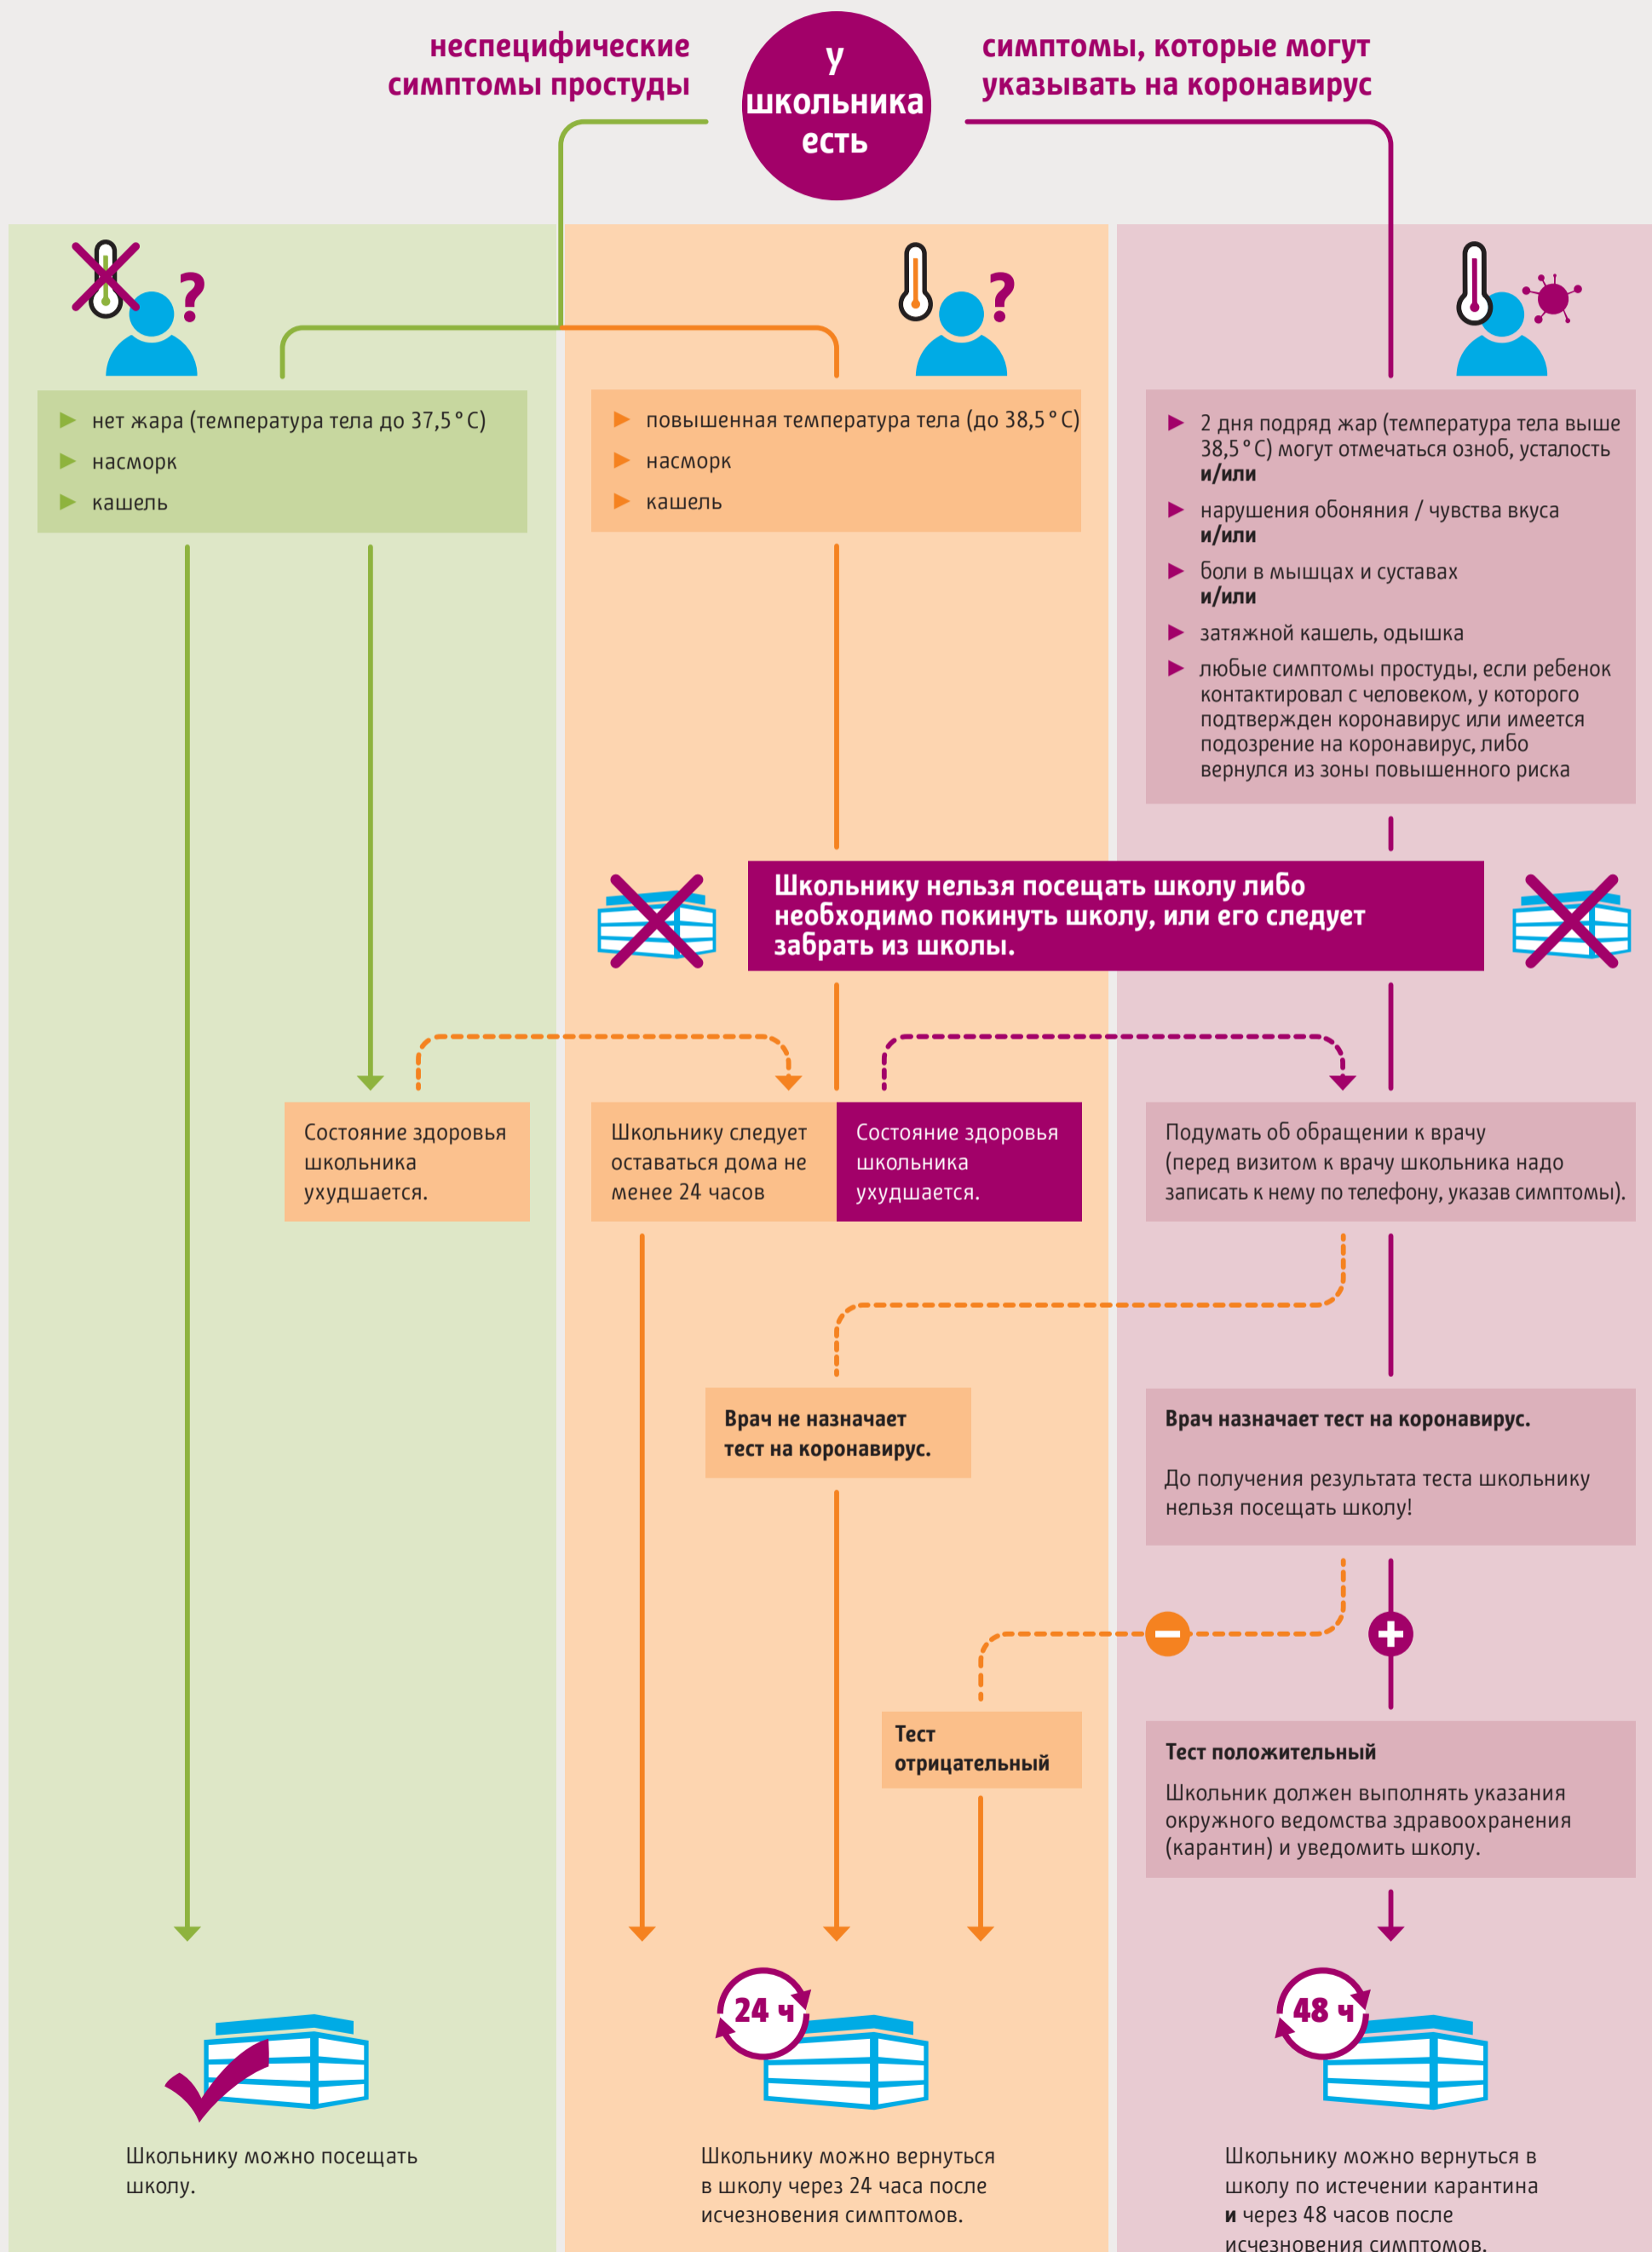 неспецифические
симптомы простуды
у
школьника
есть
симптомы, которые могут
указывать на коронавирус
?
?
нет жара (температура тела до 37,5°C)
насморк
кашель
повышенная температура тела (до 38,5°C)
насморк
кашель
2 дня подряд жар (температура тела выше
38,5°C) могут отмечаться озноб, усталость
и/или
нарушения обоняния / чувства вкуса
и/или
боли в мышцах и суставах
и/или
затяжной кашель, одышка
любые симптомы простуды, если ребенок
контактировал с человеком, у которого
подтвержден коронавирус или имеется
подозрение на коронавирус, либо
вернулся из зоны повышенного риска
Школьнику нельзя посещать школу либо
необходимо покинуть школу, или его следует
забрать из школы.
Состояние здоровья
школьника
ухудшается.
Школьнику следует
оставаться дома не
менее 24 часов
Состояние здоровья
школьника
ухудшается.
Подумать об обращении к врачу
(перед визитом к врачу школьника надо
записать к нему по телефону, указав симптомы).
Врач не назначает
тест на коронавирус.
Врач назначает тест на коронавирус.
До получения результата теста школьнику
нельзя посещать школу!
Тест
отрицательный
Тест положительный
Школьник должен выполнять указания
окружного ведомства здравоохранения
(карантин) и уведомить школу.
24 ч
48 ч
Школьнику можно посещать
школу.
Школьнику можно вернуться
в школу через 24 часа после
исчезновения симптомов.
Школьнику можно вернуться в
школу по истечении карантина
и через 48 часов после
исчезновения симптомов.